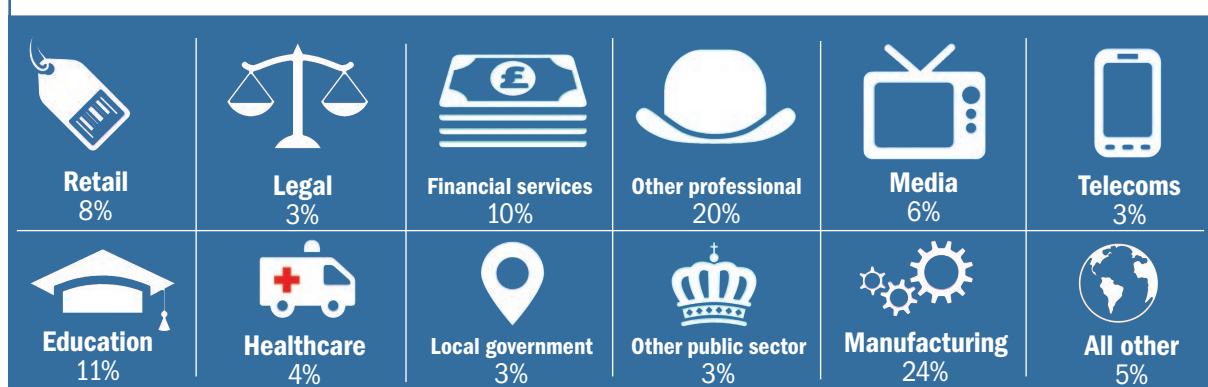 Retail
8%
Legal
3%
£
Financial services
10%
Other professional
20%
Media
6%
Telecoms
3%
Education
11%
Healthcare
4%
Local government
3%
Other public sector
3%
Manufacturing
24%
All other
5%